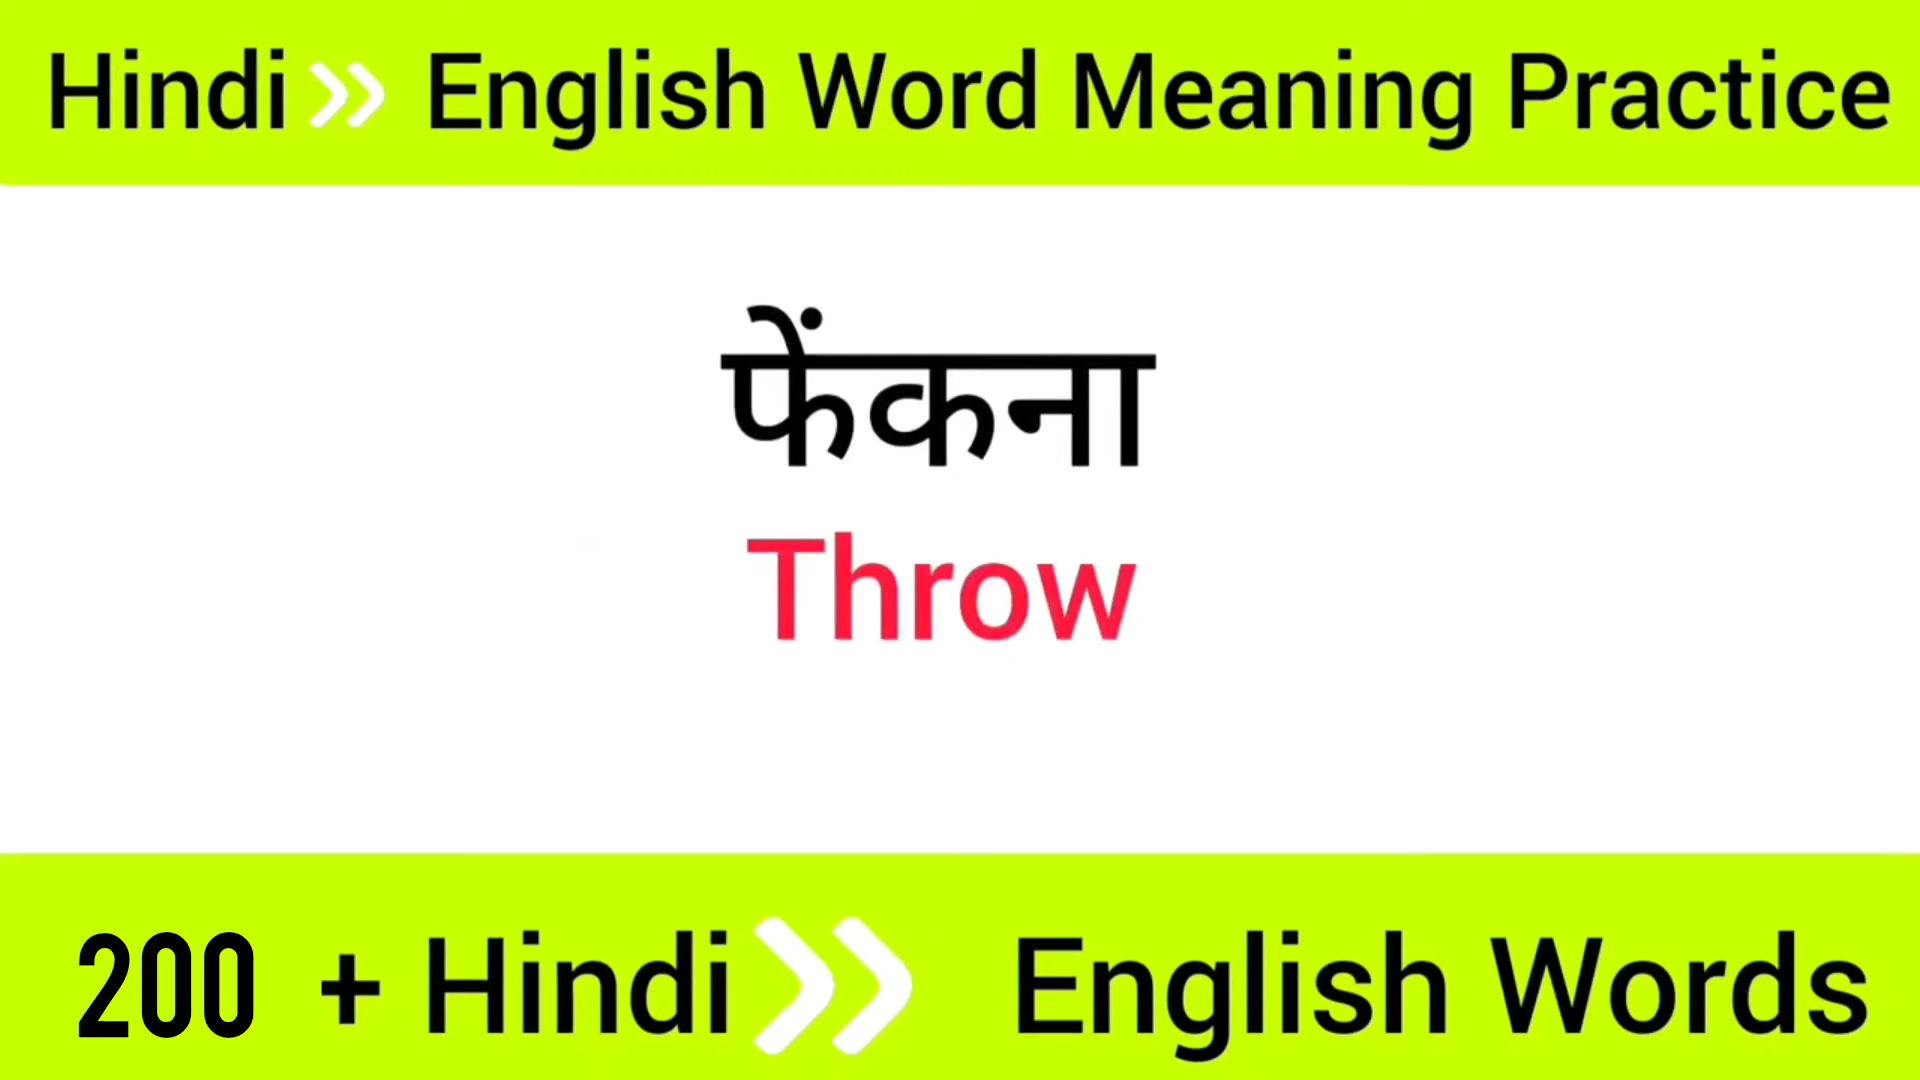 Hindi » English Word Meaning Practice
फेंकना
Throw
200 + Hindi » English Words